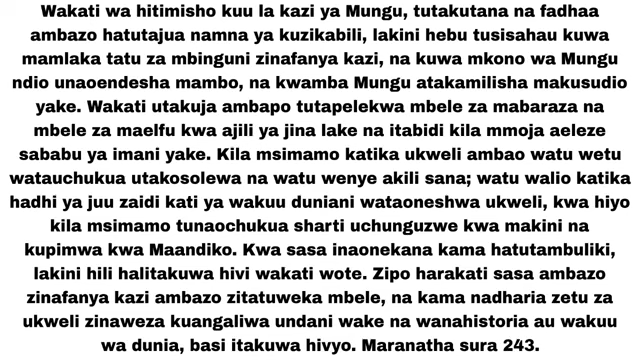 Wakati wa hitimisho kuu la kazi ya Mungu, tutakutana na fadhaa
ambazo hatutajua namna ya kuzikabili, lakini hebu tusisahau kuwa
mamlaka tatu za mbinguni zinafanya kazi, na kuwa mkono wa Mungu
ndio unaoendesha mambo, na kwamba Mungu atakamilisha makusudio
yake. Wakati utakuja ambapo tutapelekwa mbele za mabaraza na
mbele za maelfu kwa ajili ya jina lake na itabidi kila mmoja aeleze
sababu ya imani yake. Kila msimamo katika ukweli ambao watu wetu
watauchukua utakosolewa na watu wenye akili sana; watu walio katika
hadhi ya juu zaidi kati ya wakuu duniani wataoneshwa ukweli, kwa hiyo
kila msimamo tunaochukua sharti uchunguzwe kwa makini na
kupimwa kwa Maandiko. Kwa sasa inaonekana kama hatutambuliki,
lakini hili halitakuwa hivi wakati wote. Zipo harakati sasa ambazo
zinafanya kazi ambazo zitatuweka mbele, na kama nadharia zetu za
ukweli zinaweza kuangaliwa undani wake na wanahistoria au wakuu
wa dunia, basi itakuwa hivyo. Maranatha sura 243.